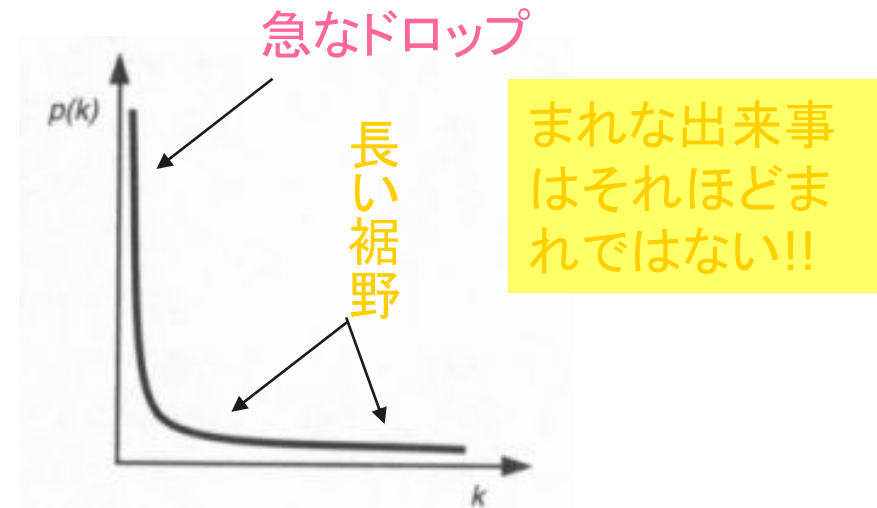 急なドロップ
p(k)
長い裾野
まれな出来事
はそれほどま
れではない!!
k